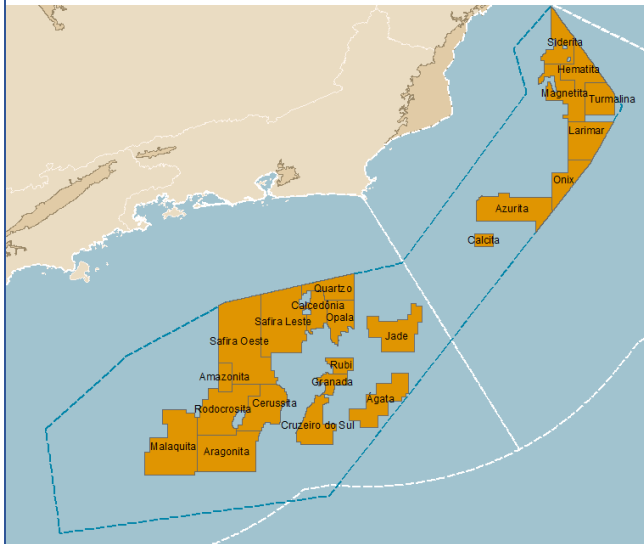 Siderita
Hematita
Magnetita
Turmalina
Larimar
Onix
Azurita
Calcita
Quartzo
Calcedônia
Safira Leste
Opala
Jade
Safira Oeste
Rubi
Amazonita
Granada
Ágata
Rodocrosita
Cerussita
Cruzeiro do Sul
Malaquita
Aragonita